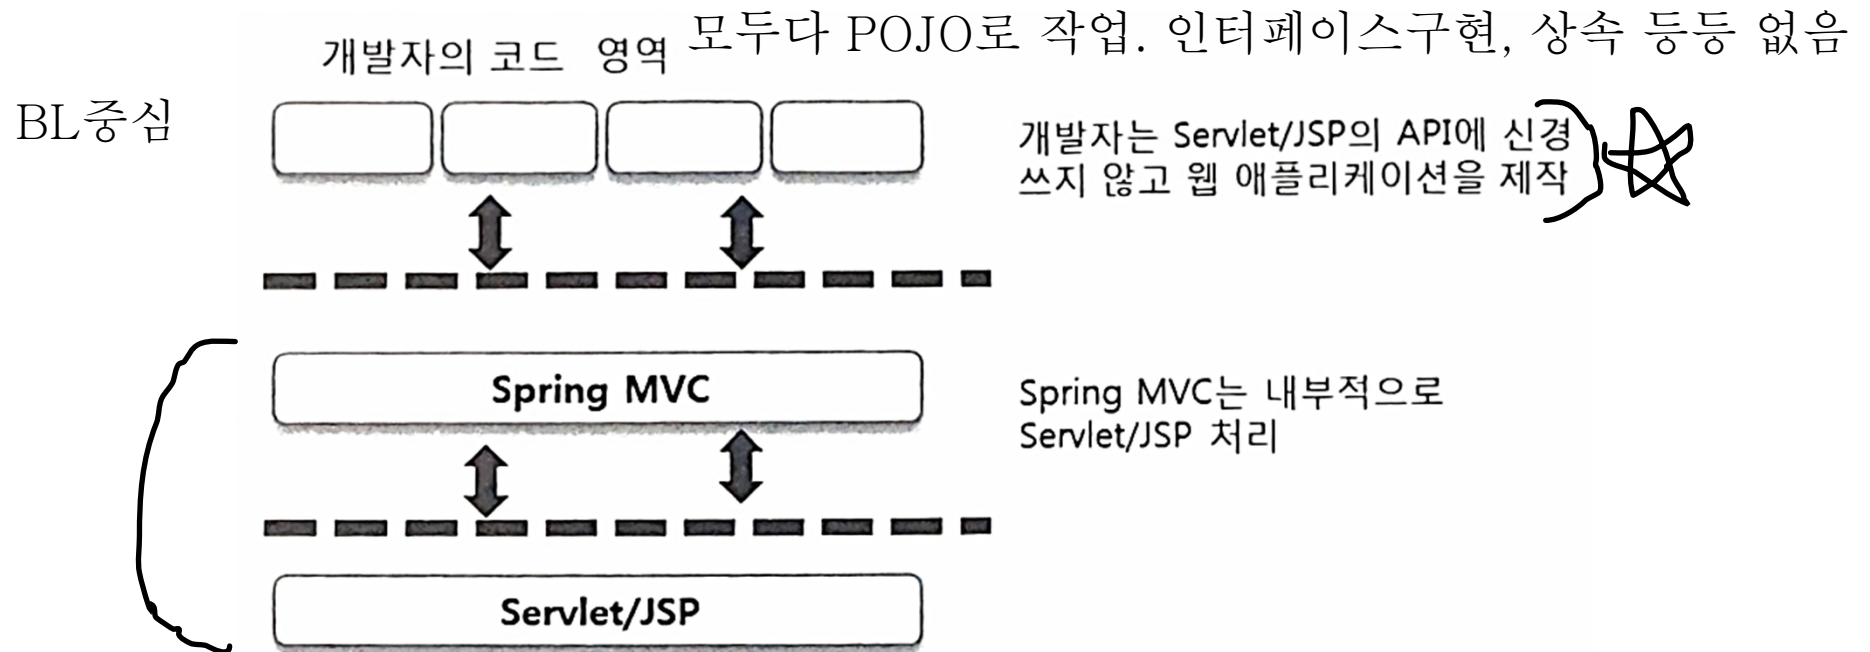 모두다 POJO로 작업. 인터페이스구현, 상속 등등 없음
개발자의 코드 영역
BL중심
개발자는 Servlet/JSP의 API에 신경
쓰지 않고 웹 애플리케이션을 제작
Spring MVC
Spring MVC는 내부적으로
Servlet/JSP 처리
Servlet/JSP